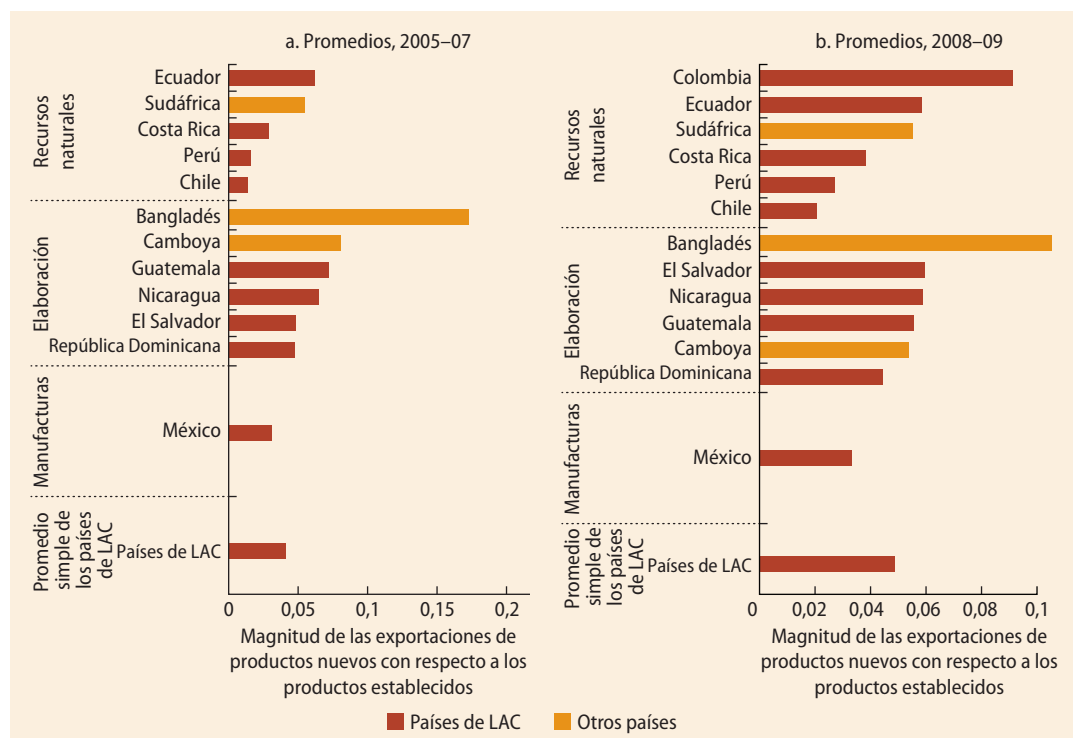 a. Promedios, 2005–07
Recursos
naturales
Ecuador
Sudáfrica
Costa Rica
Perú
Chile
Elaboración
Bangladés
Camboya
Guatemala
Nicaragua
El Salvador
República Dominicana
Manufacturas
México
Promedio
simple de
los países
de LAC
Países de LAC
0 0,05 0,1 0,15 0,2
Magnitud de las exportaciones de
productos nuevos con respecto a los
productos establecidos
b. Promedios, 2008–09
Recursos
naturales
Colombia
Ecuador
Sudáfrica
Costa Rica
Perú
Chile
Elaboración
Bangladés
El Salvador
Nicaragua
Guatemala
Camboya
República Dominicana
Manufacturas
México
Promedio
simple de
los países
de LAC
Países de LAC
0 0,02 0,04 0,06 0,08 0,1
Magnitud de las exportaciones de
productos nuevos con respecto a los
productos establecidos
Países de LAC Otros países